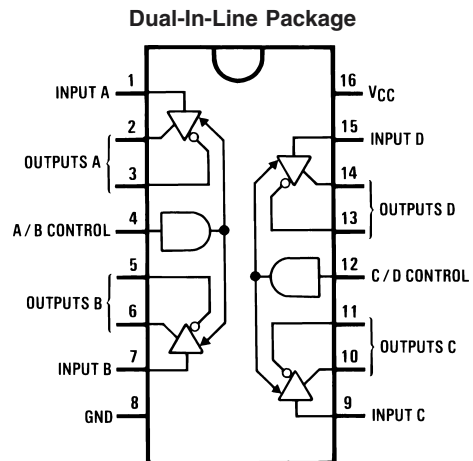 Dual-In-Line Package
INPUT A 1
2
OUTPUTS A
3
A/B CONTROL 4
5
OUTPUTS B
6
INPUT B 7
GND 8
16 VCC
15 INPUT D
14
OUTPUTS D
13
12 C/D CONTROL
11
OUTPUTS C
10
9 INPUT C